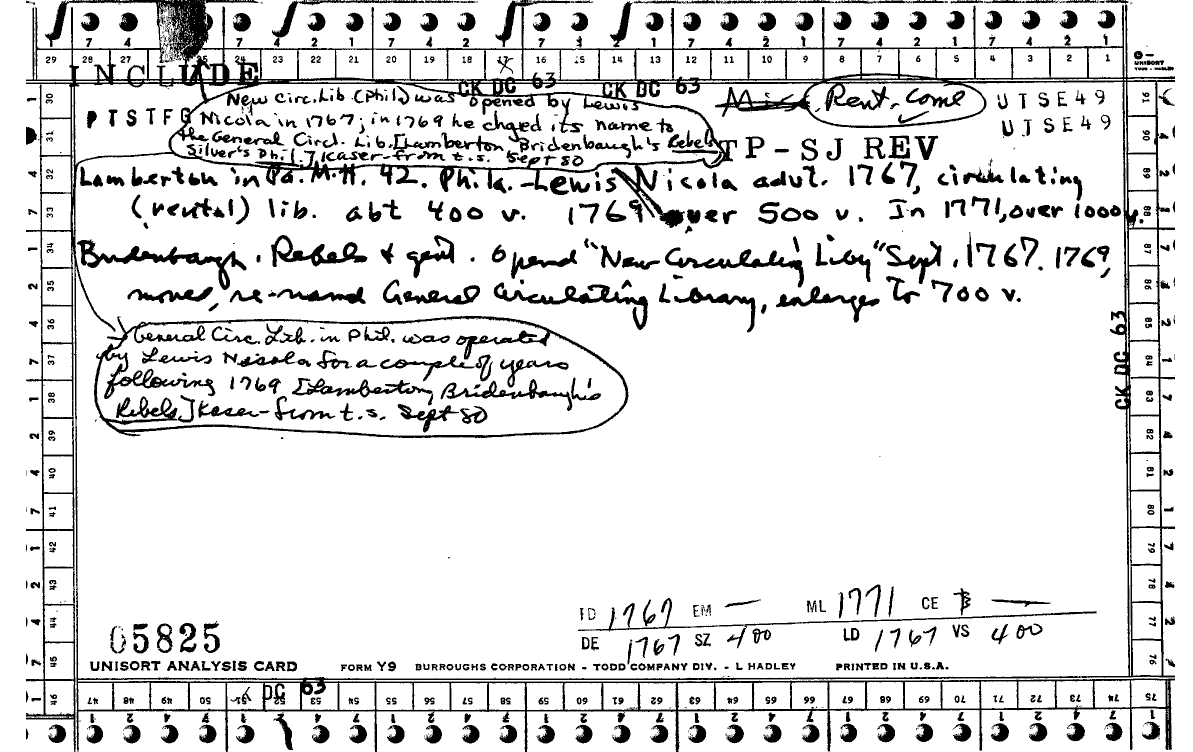 INCLUDE
CK DC 63
CK DC 63
New Circ. Lib. (Phil.) was opened by Lewis
Nicola in 1767; in 1769 he chged its name to
the General Circ. Lib. [Lamberton, Bridenbaugh's Rebels,
Silver's Phil.] Kaser-from t.s. Sept 80
PTSTFG
Rent-Come
UTSE49
UTSE49
TP-SJ REV
Lamberton in Pa. M.H. 42. Phila.-Lewis Nicola advt. 1767, circulating
(rental) lib. abt 400 v. 1769 over 500 v. In 1771, over 1000 v.
Bridenbaugh. Rebels & gent. Opend "New Circulatg Liby" Sept. 1767. 1769,
moved, re-named General Circulating Library, enlarges to 700 v.
General Circ. Lib. in Phil. was operated
by Lewis Nicola for a couple of years
following 1769 [Lamberton, Bridenbaugh's
Rebels.] Kaser-from t.s. Sept 80
CK DC 63
FD 1767 EM — ML 1771 CE B —
DE 1767 SZ 400 LD 1767 VS 400
05825
UNISORT ANALYSIS CARD FORM Y9 BURROUGHS CORPORATION - TODD COMPANY DIV. - L HADLEY PRINTED IN U.S.A.
DC 63